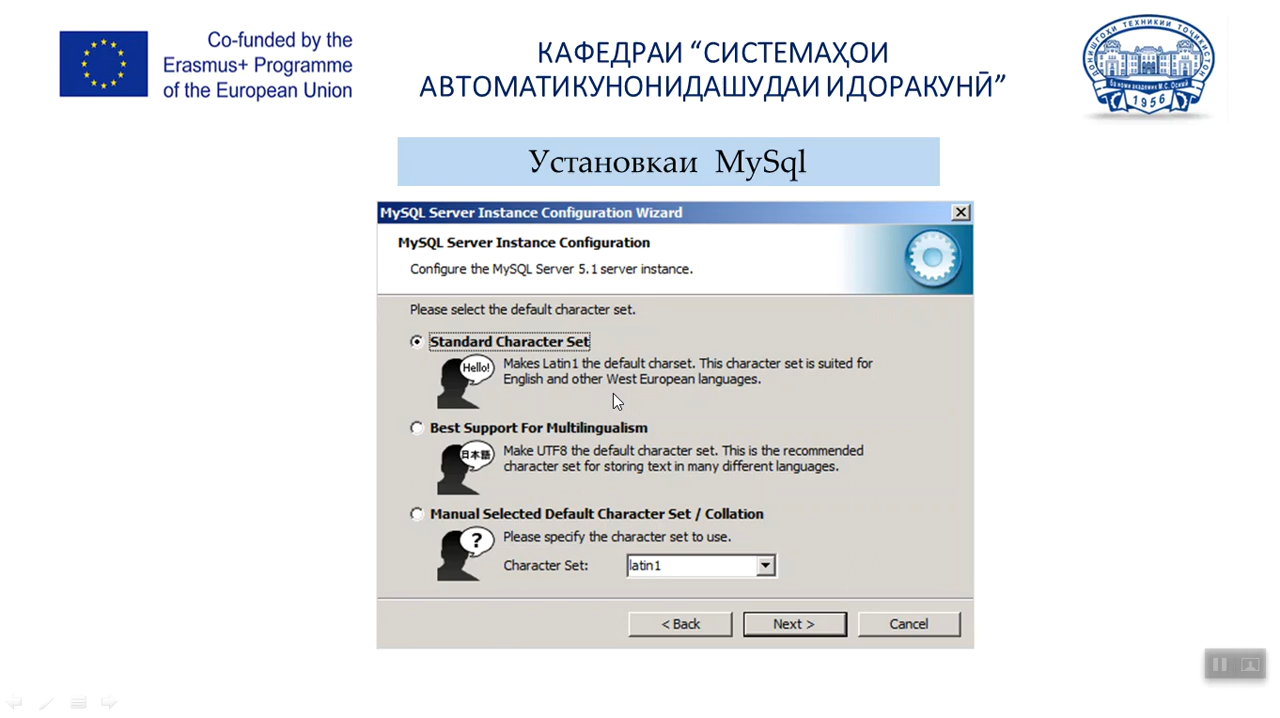 Co-funded by the
Erasmus+ Programme
of the European Union
КАФЕДРАИ “СИСТЕМАҲОИ
АВТОМАТИКУНОНИДАШУДАИ ИДОРАКУНӢ”
ДОНИШГОҲИ ТЕХНИКИ ТОҶИКИСТОН
1956
Установкаи MySql
MySQL Server Instance Configuration Wizard
MySQL Server Instance Configuration
Configure the MySQL Server 5.1 server instance.
Please select the default character set.
Standard Character Set
Hello!
Makes Latin1 the default charset. This character set is suited for
English and other West European languages.
Best Support For Multilingualism
日本語
Make UTF8 the default character set. This is the recommended
character set for storing text in many different languages.
Manual Selected Default Character Set / Collation
?
Please specify the character set to use.
Character Set:
latin1
< Back
Next >
Cancel